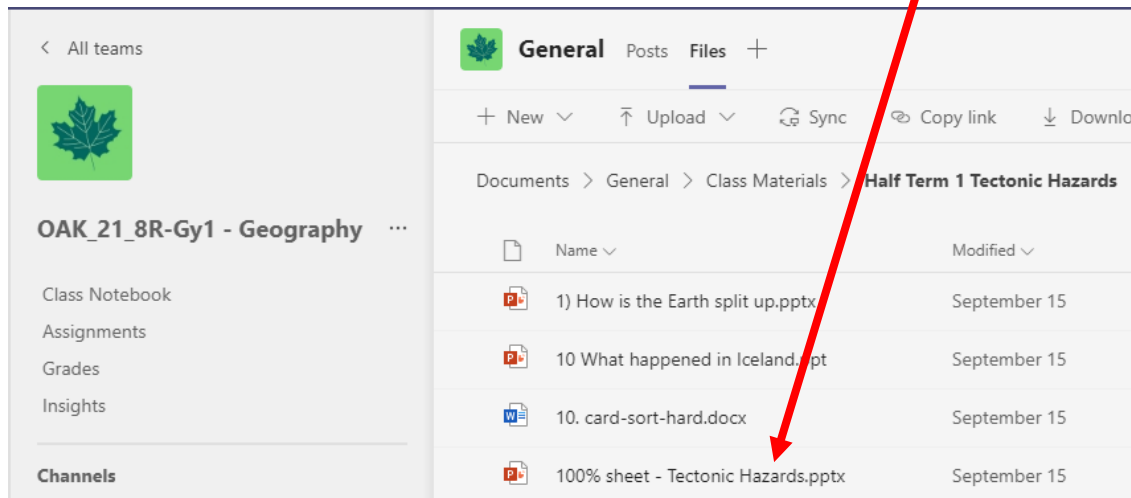 All teams
OAK_21_8R-Gy1 - Geography ...
Class Notebook
Assignments
Grades
Insights
Channels
General Posts Files +
+ New Upload Sync Copy link Downlo
Documents > General > Class Materials > Half Term 1 Tectonic Hazards
Name Modified
1) How is the Earth split up.pptx September 15
10 What happened in Iceland.ppt September 15
10. card-sort-hard.docx September 15
100% sheet - Tectonic Hazards.pptx September 15